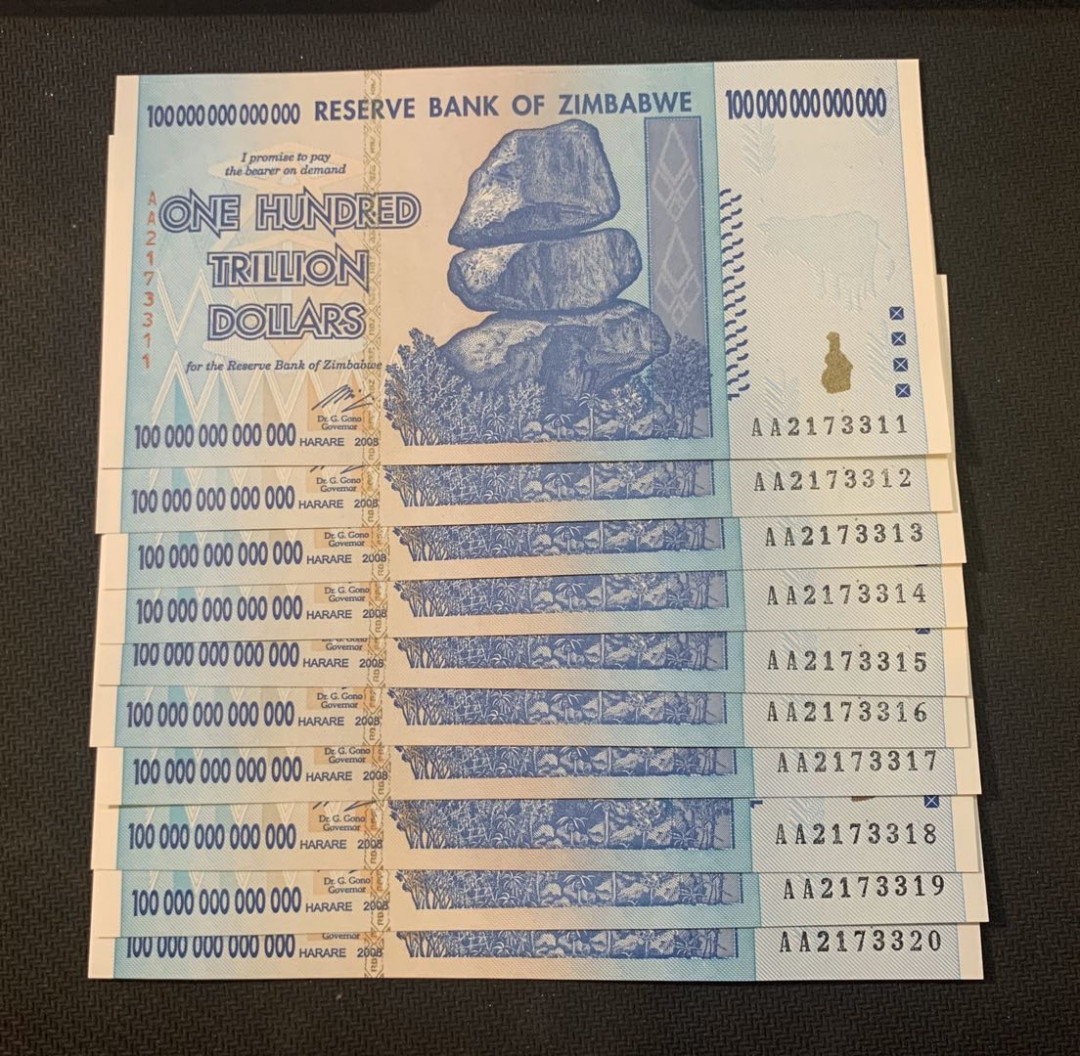 100 000 000 000 000 RESERVE BANK OF ZIMBABWE 100 000 000 000 000
I promise to pay
the bearer on demand
AA2173311
ONE HUNDRED
TRILLION
DOLLARS
for the Reserve Bank of Zimbabwe
Dr. G. Gono
Governor
100 000 000 000 000 HARARE 2008
AA2173311
Dr. G. Gono
Governor
100 000 000 000 000 HARARE 2008
AA2173312
Dr. G. Gono
Governor
100 000 000 000 000 HARARE 2008
AA2173313
Dr. G. Gono
Governor
100 000 000 000 000 HARARE 2008
AA2173314
Governor
100 000 000 000 000 HARARE 2008
AA2173315
Dr. G. Gono
Governor
100 000 000 000 000 HARARE 2008
AA2173316
Dr. G. Gono
Governor
100 000 000 000 000 HARARE 2008
AA2173317
Dr. G. Gono
Governor
100 000 000 000 000 HARARE 2008
AA2173318
Dr. G. Gono
Governor
100 000 000 000 000 HARARE 2008
AA2173319
Governor
100 000 000 000 000 HARARE 2008
AA2173320